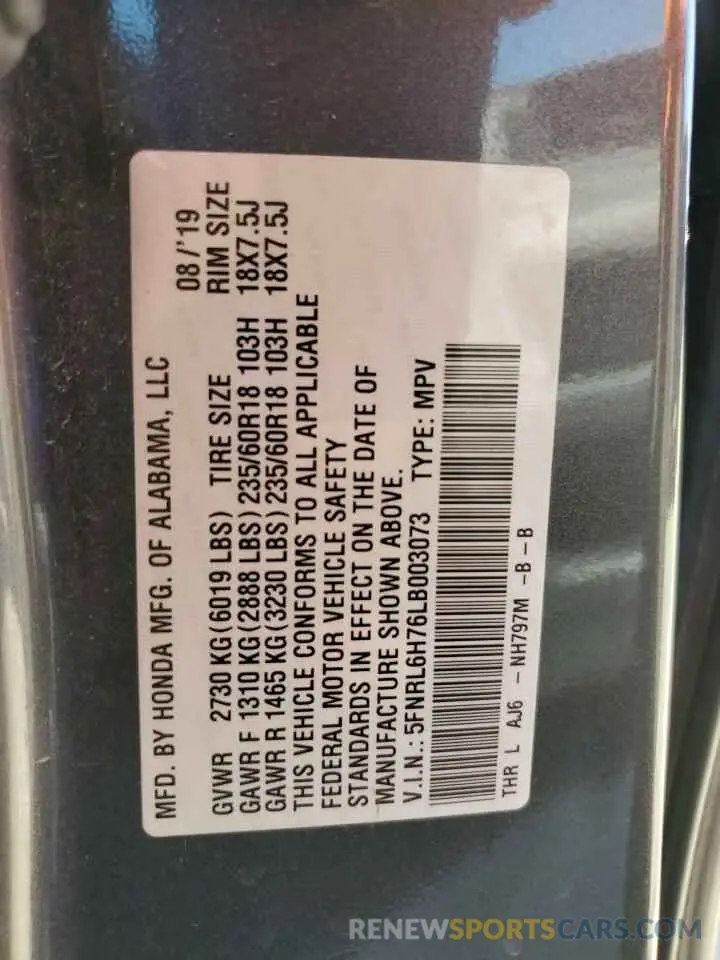 MFD. BY HONDA MFG. OF ALABAMA, LLC 08/'19
GVWR 2730 KG(6019 LBS) TIRE SIZE RIM SIZE
GAWR F 1310 KG(2888 LBS)235/60R18 103H 18X7.5J
GAWR R 1465 KG(3230 LBS)235/60R18 103H 18X7.5J
THIS VEHICLE CONFORMS TO ALL APPLICABLE
FEDERAL MOTOR VEHICLE SAFETY
STANDARDS IN EFFECT ON THE DATE OF
MANUFACTURE SHOWN ABOVE.
V.I.N.: 5FNRL6H76LB003073 TYPE: MPV
THR L AJ6 -NH797M -B-B
RENEWSPORTSCARS.COM